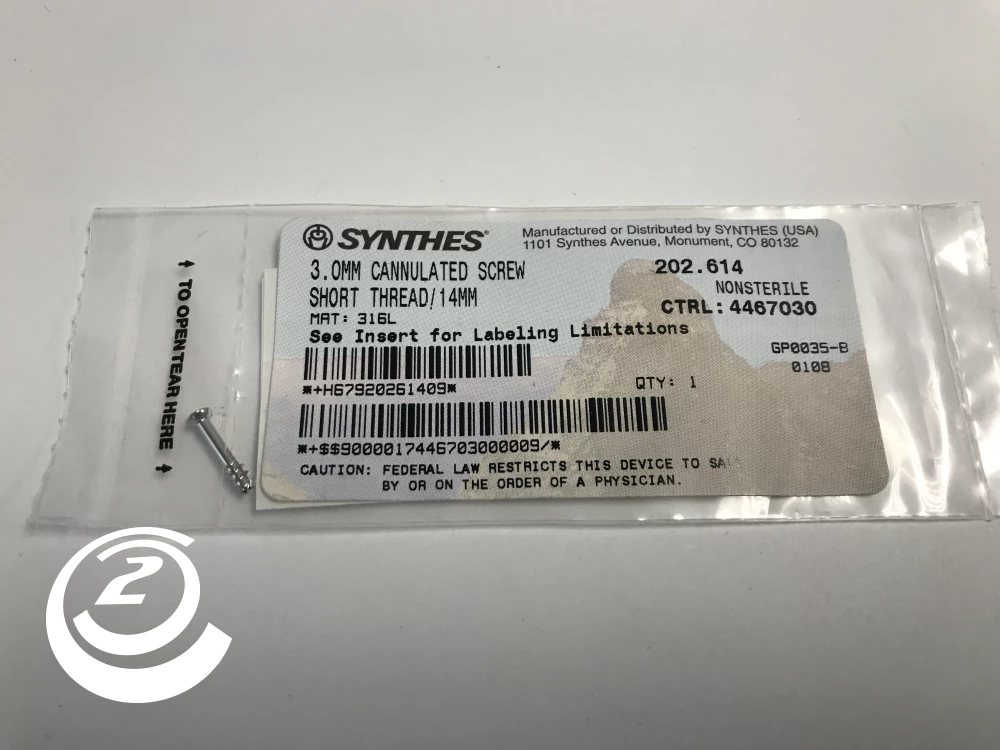 SYNTHES®
Manufactured or Distributed by SYNTHES (USA)
1101 Synthes Avenue, Monument, CO 80132
3.0MM CANNULATED SCREW
202.614
SHORT THREAD/14MM
NONSTERILE
MAT: 316L
CTRL: 4467030
See Insert for Labeling Limitations
GP0035-B
0108
*+H67920261409*
QTY: 1
*+$$9000017446703000009/*
CAUTION: FEDERAL LAW RESTRICTS THIS DEVICE TO
BY OR ON THE ORDER OF A PHYSICIAN.
TO OPEN TEAR HERE
2